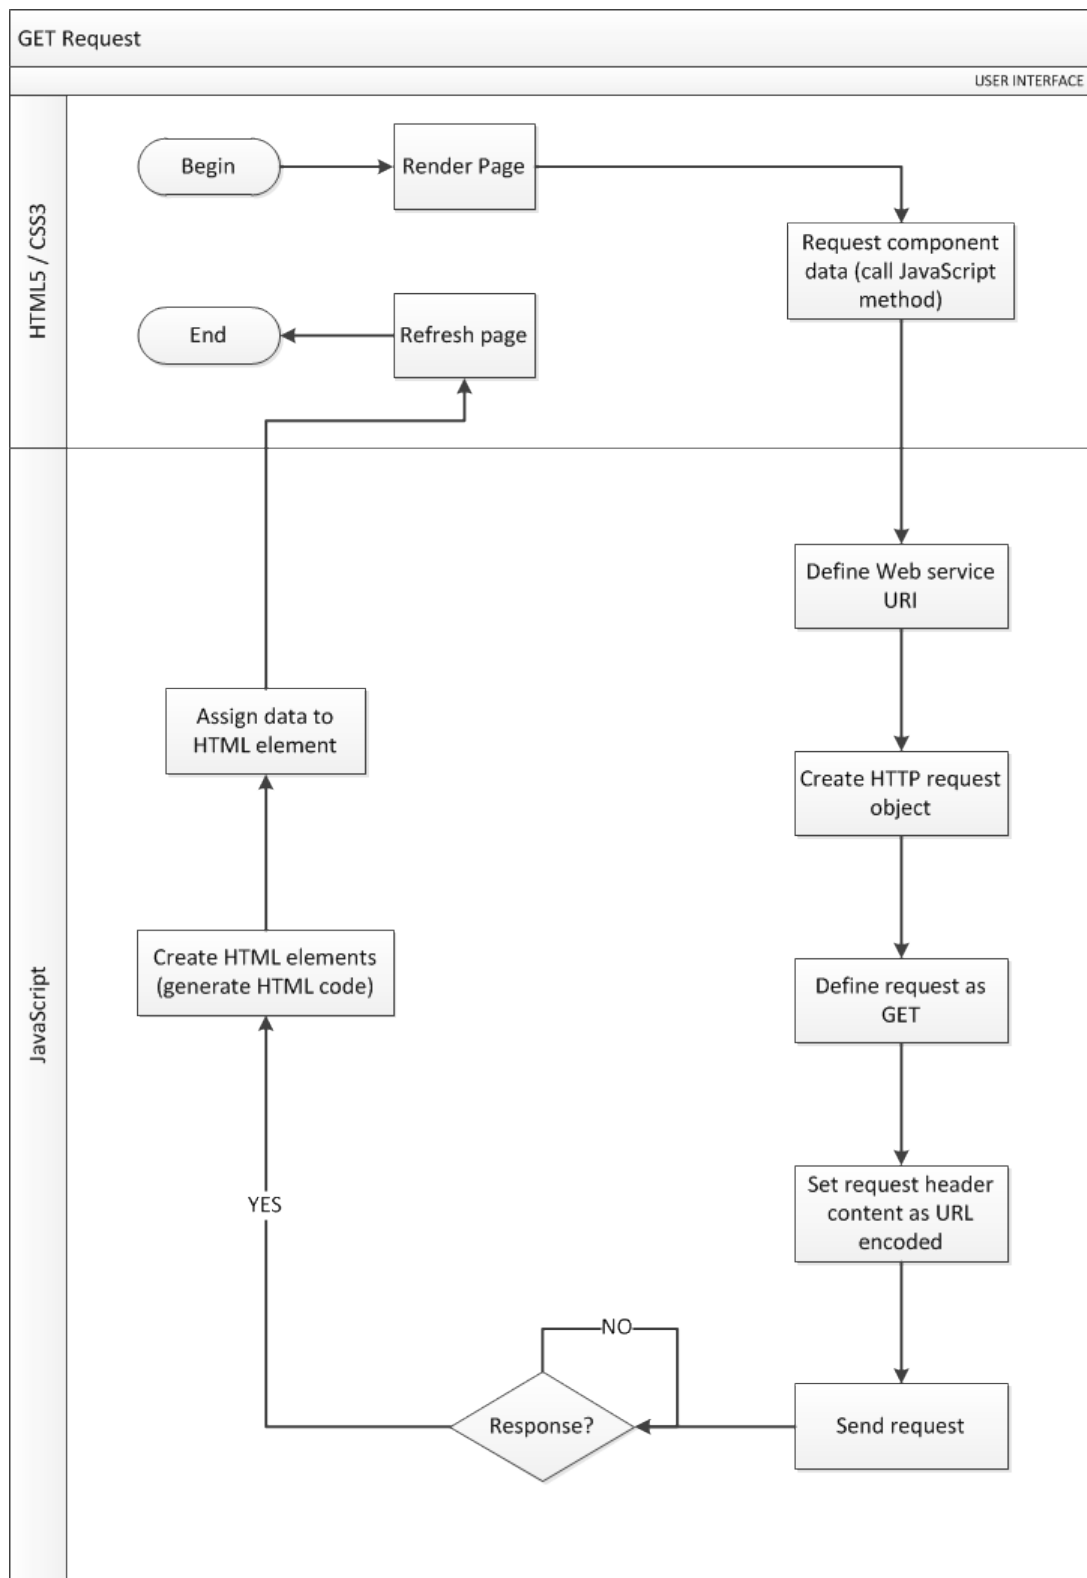 GET Request
USER INTERFACE
HTML5 / CSS3
Begin
Render Page
Request component
data (call JavaScript
method)
End
Refresh page
JavaScript
Define Web service
URI
Assign data to
HTML element
Create HTTP request
object
Create HTML elements
(generate HTML code)
Define request as
GET
YES
Set request header
content as URL
encoded
NO
Response?
Send request